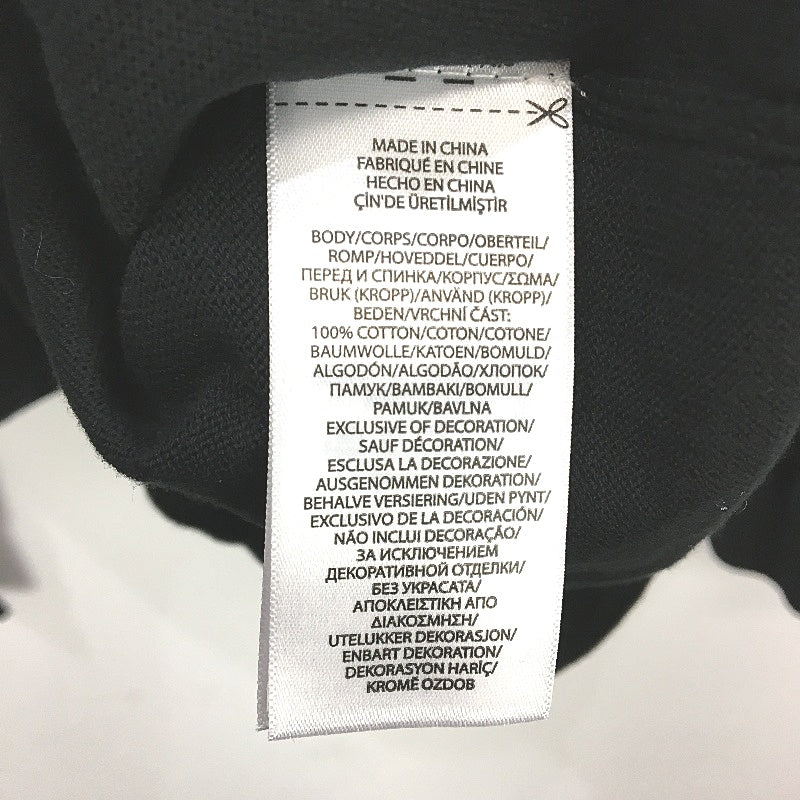 MADE IN CHINA
FABRIQUÉ EN CHINE
HECHO EN CHINA
ÇİN'DE ÜRETİLMİŞTİR
BODY/CORPS/CORPO/OBERTEIL/
ROMP/HOVEDDEL/CUERPO/
ПЕРЕД И СПИНКА/КОРПУС/ΣΩΜΑ/
BRUK (KROPP)/ANVÄND (KROPP)/
BEDEN/VRCHNÍ ČÁST:
100% COTTON/COTON/COTONE/
BAUMWOLLE/KATOEN/BOMULD/
ALGODÓN/ALGODÃO/ХЛОПОК/
ПАМУК/ΒΑΜΒΑΚΙ/BOMULL/
PAMUK/BAVLNA
EXCLUSIVE OF DECORATION/
SAUF DÉCORATION/
ESCLUSA LA DECORAZIONE/
AUSGENOMMEN DEKORATION/
BEHALVE VERSIERING/UDEN PYNT/
EXCLUSIVO DE LA DECORACIÓN/
NÃO INCLUI DECORAÇÃO/
ЗА ИСКЛЮЧЕНИЕМ
ДЕКОРАТИВНОЙ ОТДЕЛКИ/
БЕЗ УКРАСАТА/
ΑΠΟΚΛΕΙΣΤΙΚΗ ΑΠΟ
ΔΙΑΚΟΣΜΗΣΗ/
UTELUKKER DEKORASJON/
ENBART DEKORATION/
DEKORASYON HARİÇ/
KROMĚ OZDOB